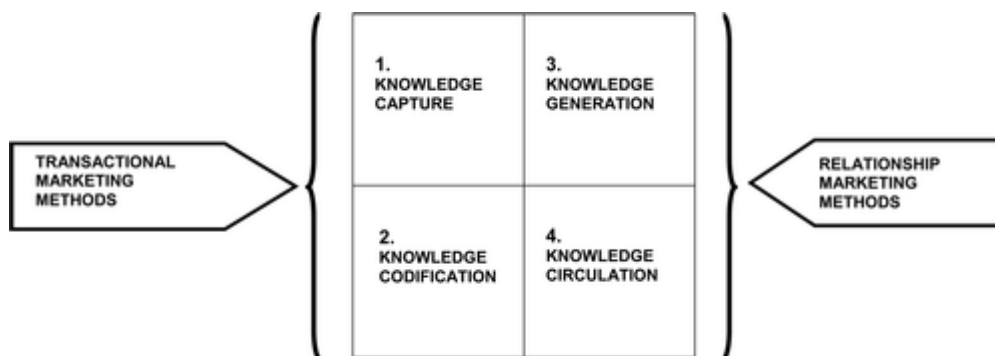 TRANSACTIONAL
MARKETING
METHODS
1.
KNOWLEDGE
CAPTURE
2.
KNOWLEDGE
CODIFICATION
3.
KNOWLEDGE
GENERATION
4.
KNOWLEDGE
CIRCULATION
RELATIONSHIP
MARKETING
METHODS